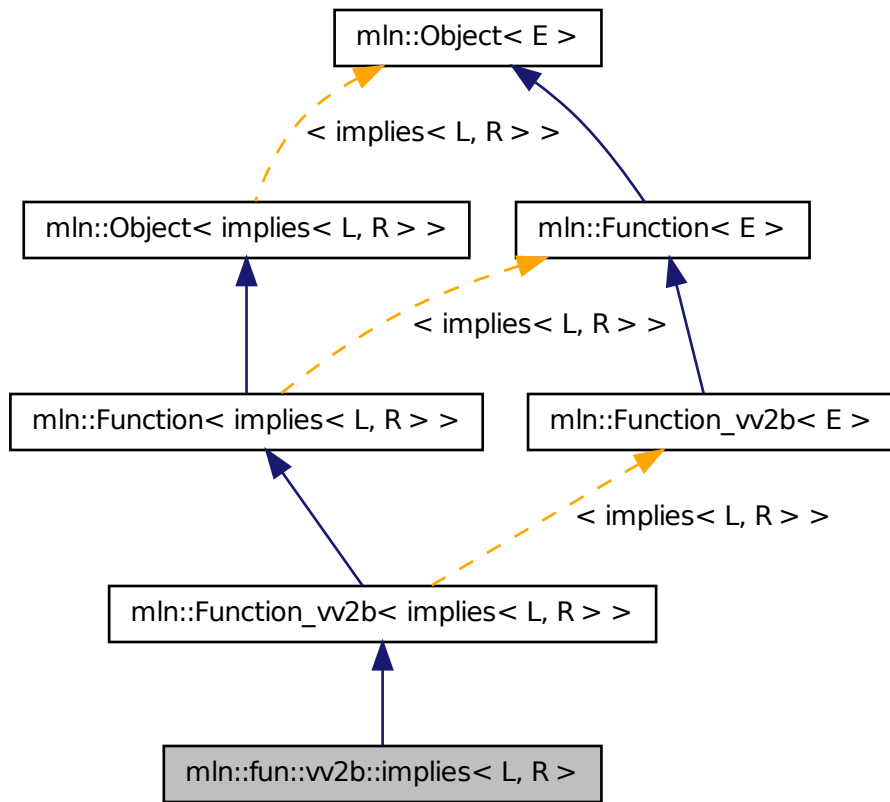 mln::Object< E >
< implies< L, R > >
mln::Object< implies< L, R > >
mln::Function< E >
< implies< L, R > >
mln::Function< implies< L, R > >
mln::Function_vv2b< E >
< implies< L, R > >
mln::Function_vv2b< implies< L, R > >
mln::fun::vv2b::implies< L, R >